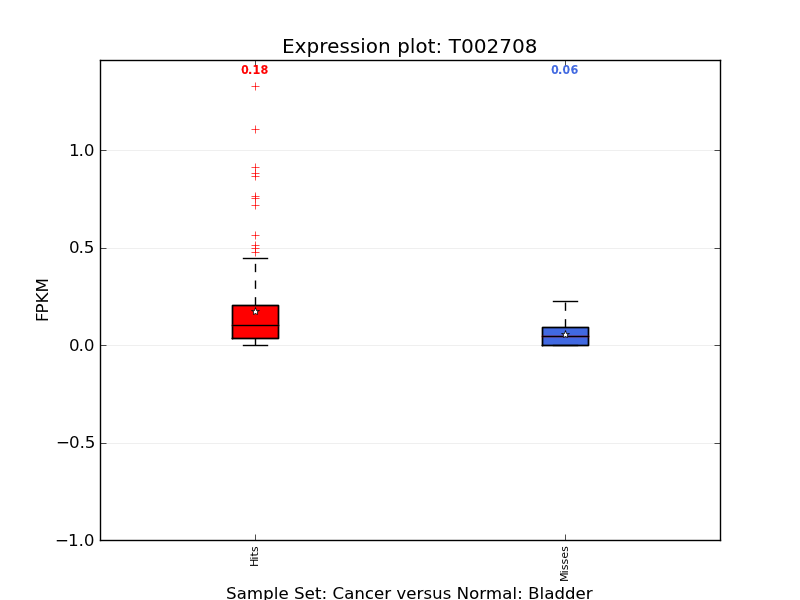 Expression plot: T002708
0.18
0.06
1.0
0.5
0.0
−0.5
−1.0
FPKM
Hits
Misses
Sample Set: Cancer versus Normal: Bladder